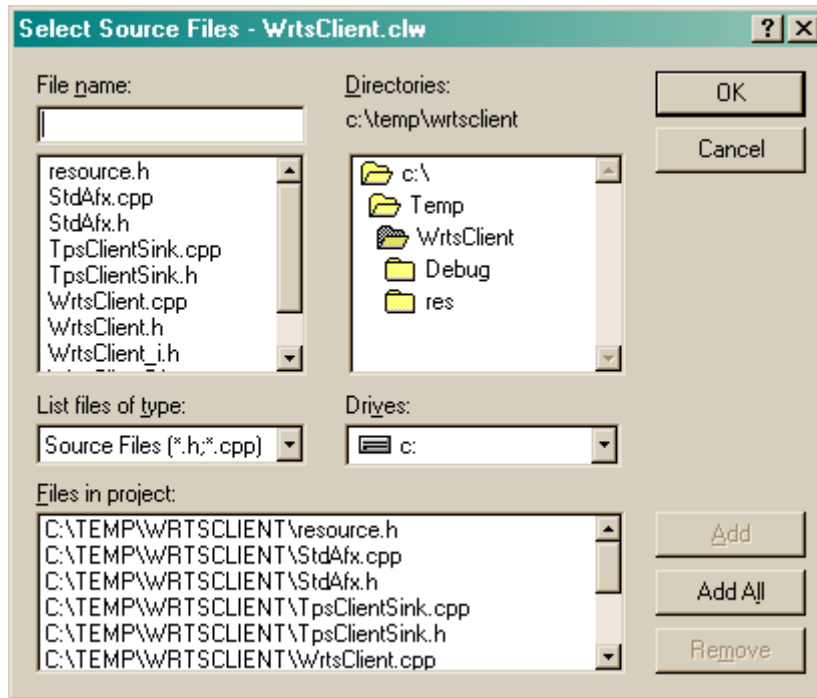 Select Source Files - WrtsClient.clw
File name:
resource.h
StdAfx.cpp
StdAfx.h
TpsClientSink.cpp
TpsClientSink.h
WrtsClient.cpp
WrtsClient.h
WrtsClient_i.h
List files of type:
Source Files (*.h;*.cpp)
Directories:
c:\temp\wrtsclient
c:\
Temp
WrtsClient
Debug
res
Drives:
c:
OK
Cancel
Files in project:
C:\TEMP\WRTSCLIENT\resource.h
C:\TEMP\WRTSCLIENT\StdAfx.cpp
C:\TEMP\WRTSCLIENT\StdAfx.h
C:\TEMP\WRTSCLIENT\TpsClientSink.cpp
C:\TEMP\WRTSCLIENT\TpsClientSink.h
C:\TEMP\WRTSCLIENT\WrtsClient.cpp
Add
Add All
Remove